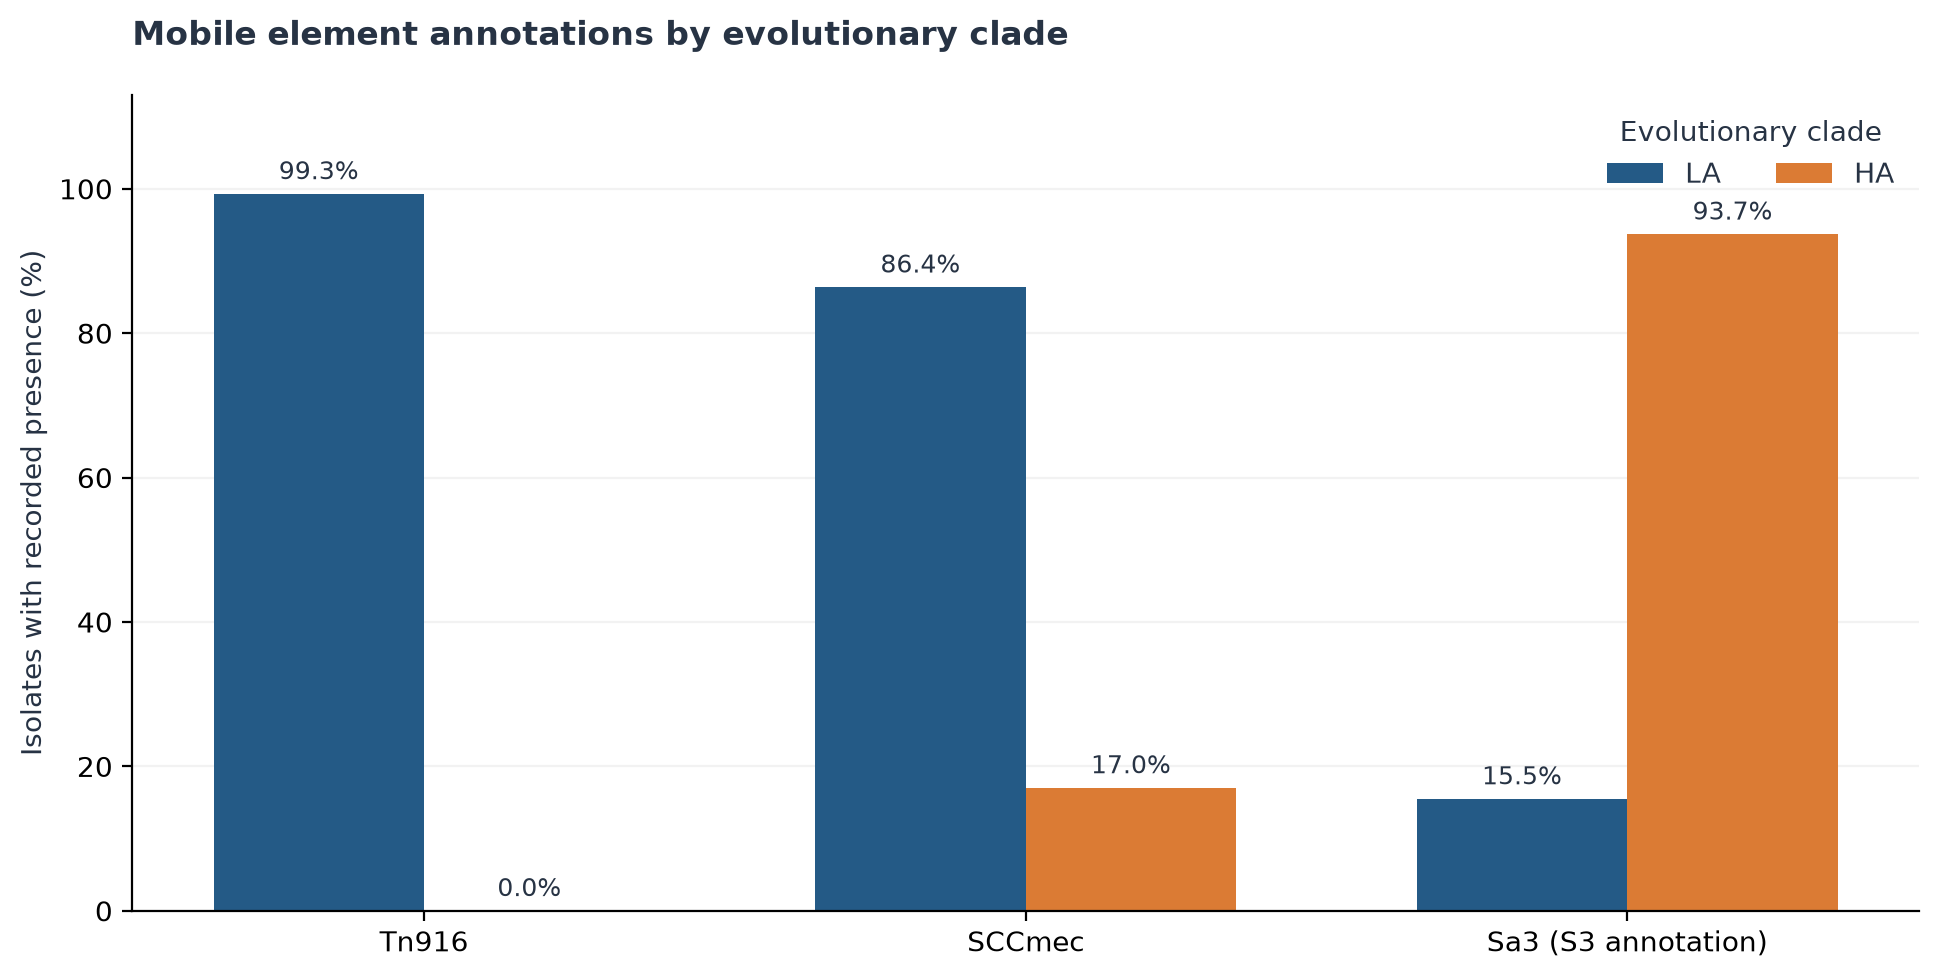 Mobile element annotations by evolutionary clade
Isolates with recorded presence (%)
100
80
60
40
20
0
Evolutionary clade
LA
HA
99.3%
0.0%
86.4%
17.0%
15.5%
93.7%
Tn916
SCCmec
Sa3 (S3 annotation)